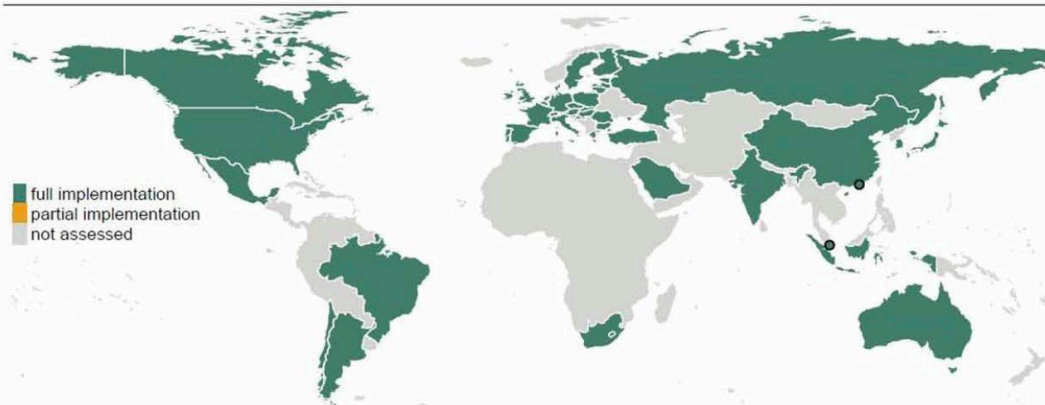 full implementation
partial implementation
not assessed